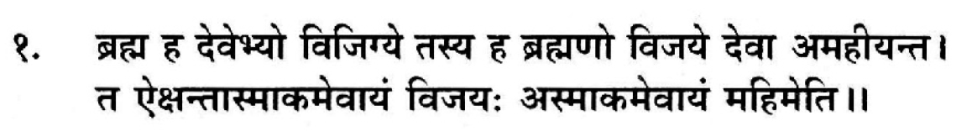 १. ब्रह्म ह देवेभ्यो विजिग्ये तस्य ह ब्रह्मणो विजये देवा अमहीयन्त।
त ऐक्षन्तास्माकमेवायं विजयः अस्माकमेवायं महिमेति।।